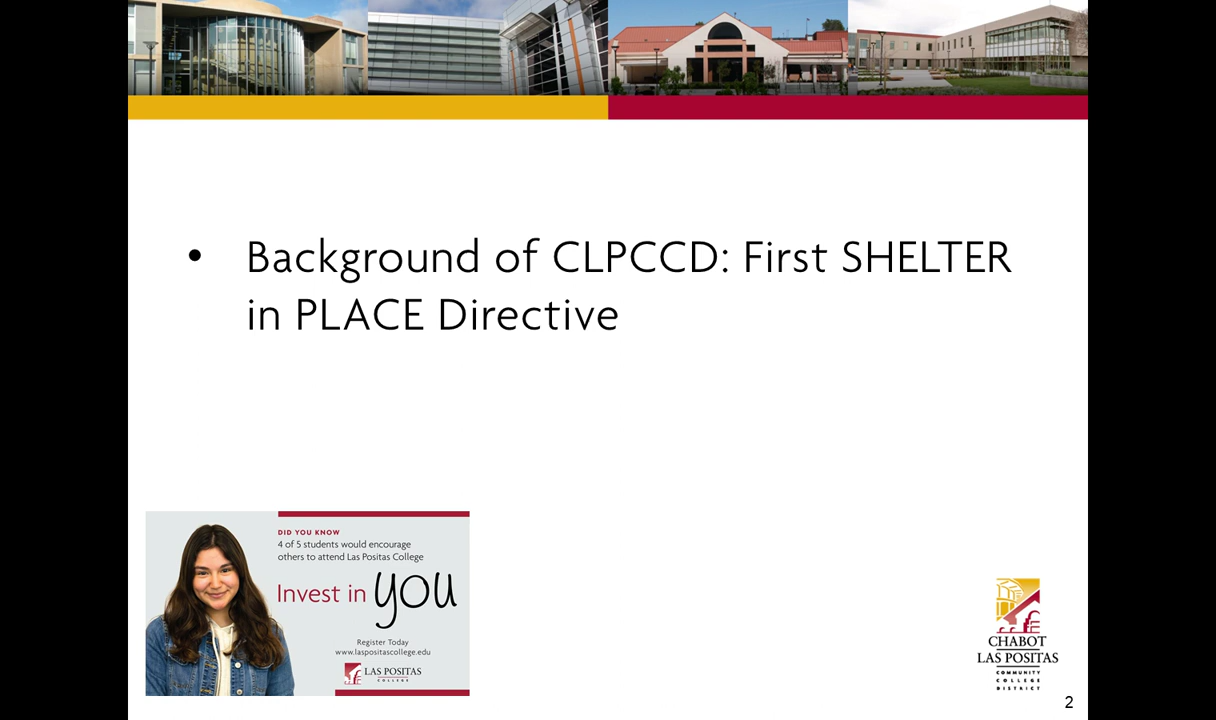 • Background of CLPCCD: First SHELTER
in PLACE Directive
DID YOU KNOW
4 of 5 students would encourage
others to attend Las Positas College
Invest in YOU
Register Today
www.laspositascollege.edu
LAS POSITAS
COLLEGE
CHABOT
LAS POSITAS
COMMUNITY
COLLEGE
DISTRICT
2